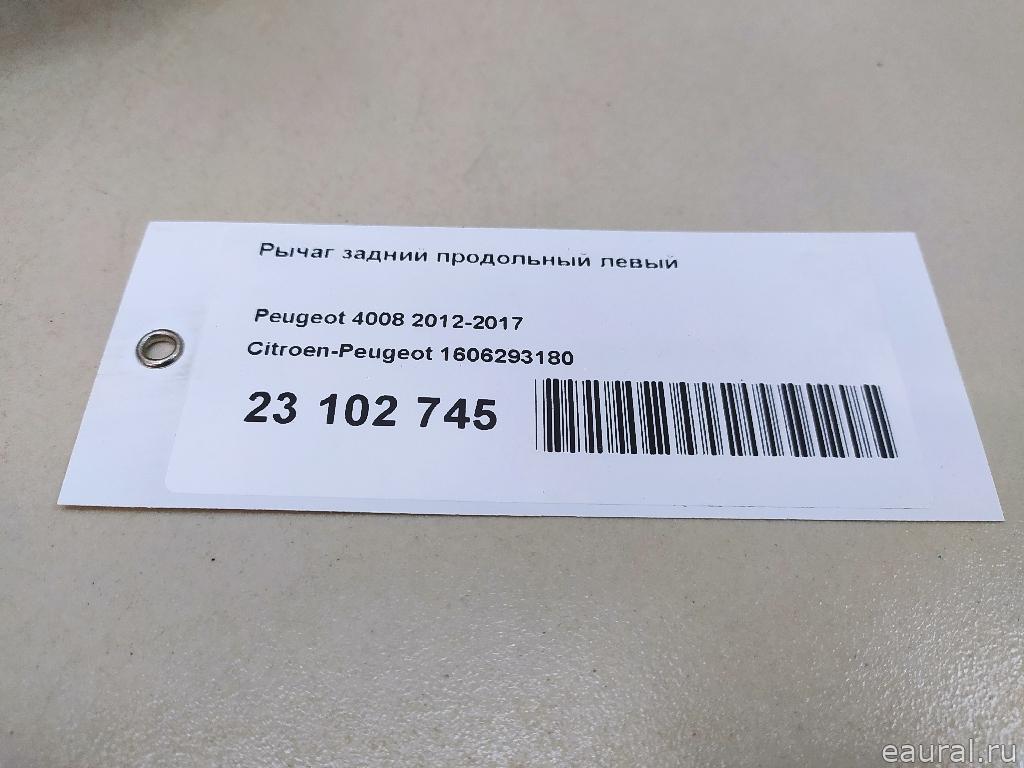 Рычаг задний продольный левый
Peugeot 4008 2012-2017
Citroen-Peugeot 1606293180
23 102 745
eaural.ru